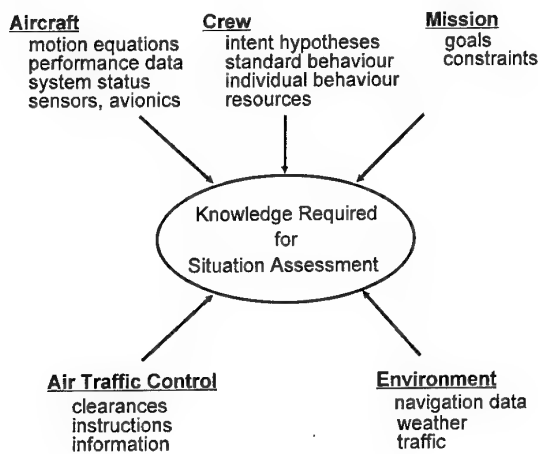 Aircraft
motion equations
performance data
system status
sensors, avionics
Crew
intent hypotheses
standard behaviour
individual behaviour
resources
Mission
goals
constraints
Knowledge Required
for
Situation Assessment
Air Traffic Control
clearances
instructions
information
Environment
navigation data
weather
traffic